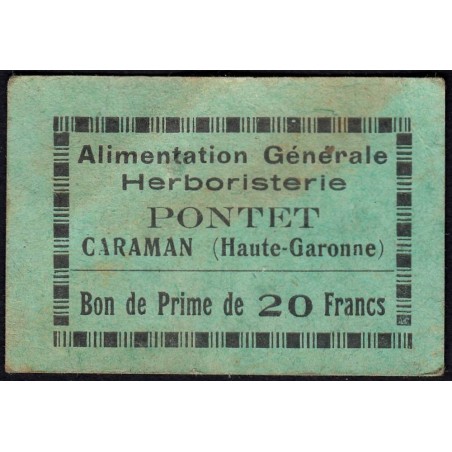 Alimentation Générale
Herboristerie
PONTET
CARAMAN (Haute-Garonne)
Bon de Prime de 20 Francs